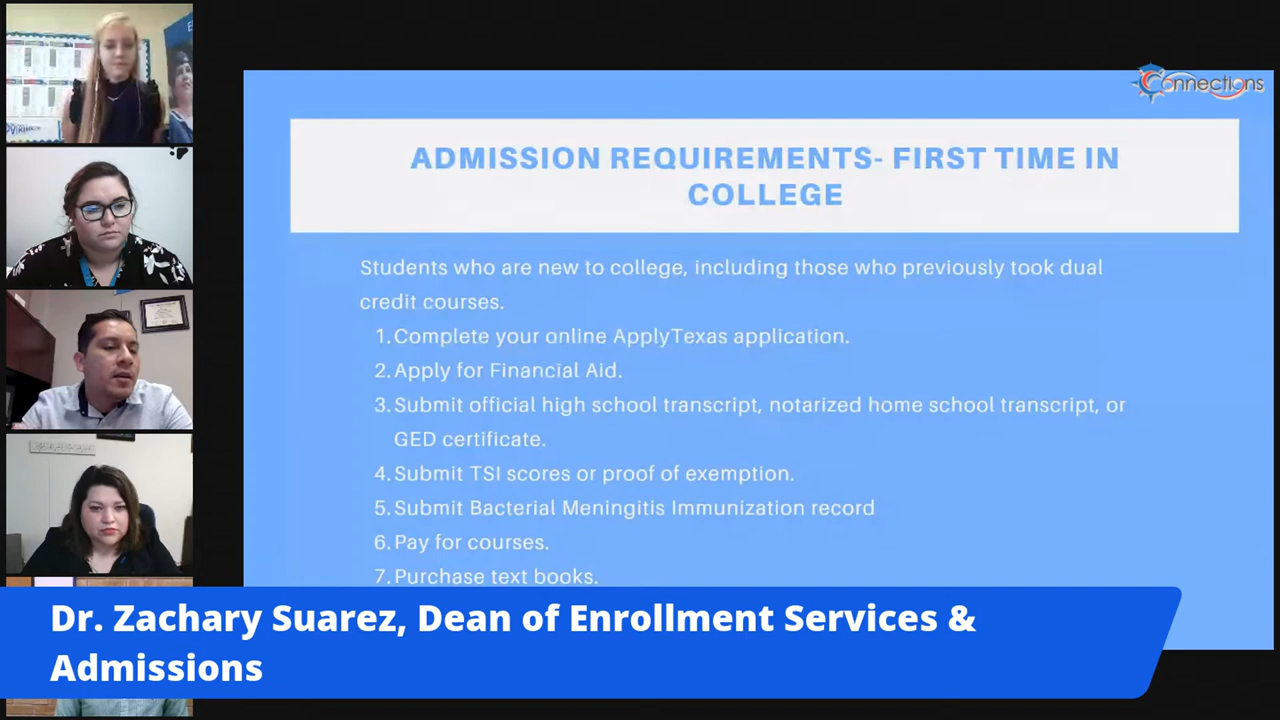 Connections
ADMISSION REQUIREMENTS- FIRST TIME IN
COLLEGE
Students who are new to college, including those who previously took dual
credit courses.
1. Complete your online ApplyTexas application.
2. Apply for Financial Aid.
3. Submit official high school transcript, notarized home school transcript, or
GED certificate.
4. Submit TSI scores or proof of exemption.
5. Submit Bacterial Meningitis Immunization record
6. Pay for courses.
7. Purchase text books.
Dr. Zachary Suarez, Dean of Enrollment Services &
Admissions